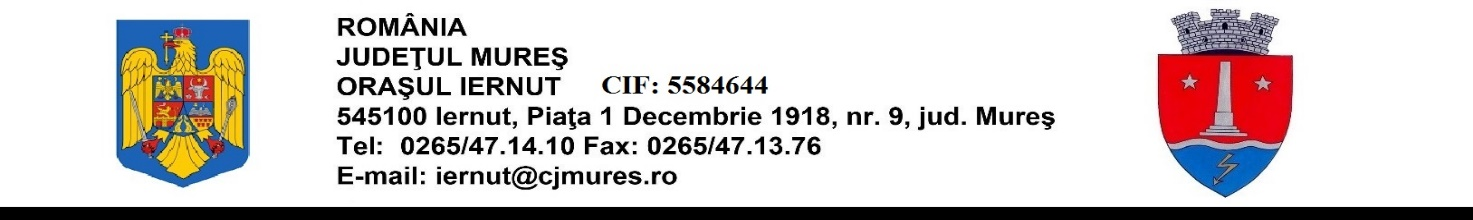 ROMÂNIA
JUDEŢUL MUREŞ
ORAŞUL IERNUT CIF: 5584644
545100 Iernut, Piaţa 1 Decembrie 1918, nr. 9, jud. Mureş
Tel: 0265/47.14.10 Fax: 0265/47.13.76
E-mail: iernut@cjmures.ro